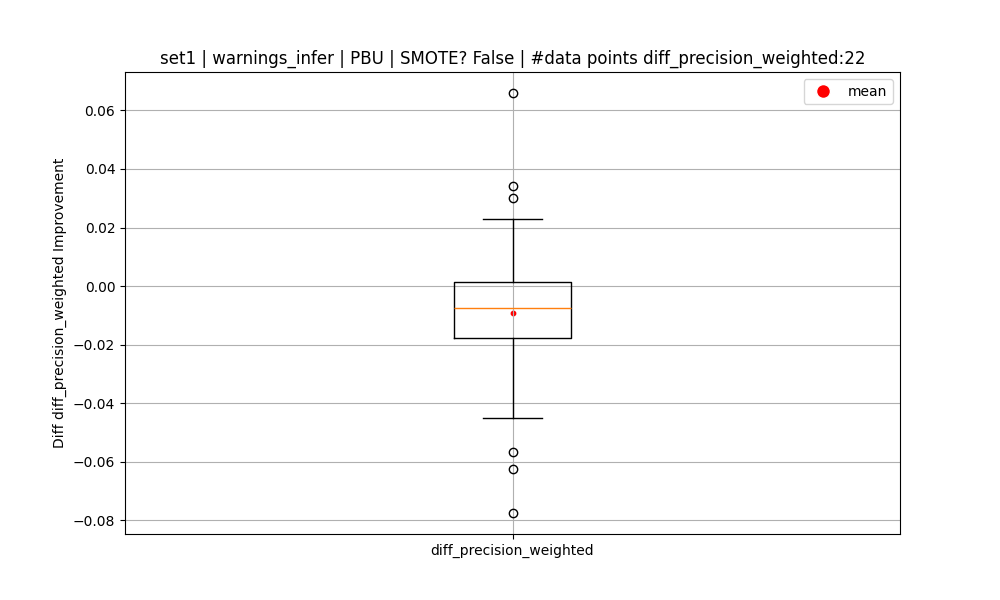 set1 | warnings_infer | PBU | SMOTE? False | #data points diff_precision_weighted:22
mean
0.06
0.04
0.02
0.00
−0.02
−0.04
−0.06
−0.08
Diff diff_precision_weighted Improvement
diff_precision_weighted